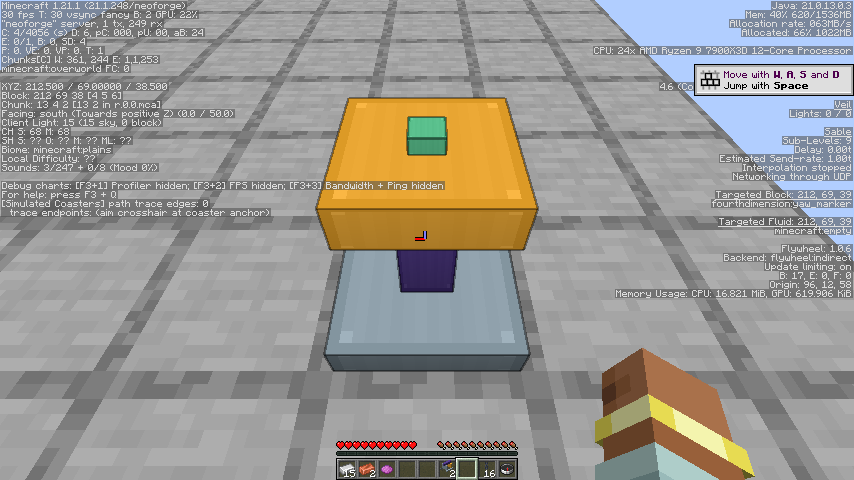 Minecraft 1.21.1 (21.1.248/neoforge)
30 fps T: 30 vsync fancy B: 2 GPU: 22%
"neoforge" server, 1 tx, 249 rx
C: 4/4056 (s) D: 6, pC: 000, pU: 00, aB: 24
E: 0/1, B: 0, SD: 4
P: 0. VE: 0. VP: 0. T: 1
Chunks[C] W: 361, 244 E: 1,1,253
minecraft:overworld FC: 0
XYZ: 212.500 / 69.00000 / 38.500
Block: 212 69 38 [4 5 6]
Chunk: 13 4 2 [13 2 in r.0.0.mca]
Facing: south (Towards positive Z) (0.0 / 50.0)
Client Light: 15 (15 sky, 0 block)
CH S: 68 M: 68
SH S: ?? O: ?? M: ?? ML: ??
Biome: minecraft:plains
Local Difficulty: ??
Sounds: 3/247 + 0/8 (Mood 0%)
Debug charts: [F3+1] Profiler hidden; [F3+2] FPS hidden; [F3+3] Bandwidth + Ping hidden
For help: press F3 + Q
[Simulated Coasters] path trace edges: 0
trace endpoints: (aim crosshair at coaster anchor)
Java: 21.0.13.0.3
Mem: 40% 620/1536MB
Allocation rate: 063MB/s
Allocated: 66% 1022MB
CPU: 24x AMD Ryzen 9 7900X3D 12-Core Processor
Move with W, A, S and D
Jump with Space
Veil
Lights: 0 / 0
Sable
Sub-Levels: 9
Delay: 0.00t
Estimated Send-rate: 1.00t
Interpolation stopped
Networking through UDP
Targeted Block: 212, 69, 39
fourthdimension:yaw_marker
Targeted Fluid: 212, 69, 39
minecraft:empty
Flywheel: 1.0.6
Backend: flywheel:indirect
Update limiting: on
B: 17, E: 0, F: 0
Origin: 96, 12, 58
Memory Usage: CPU: 16.821 MiB, GPU: 619.906 KiB
15
2
2
16